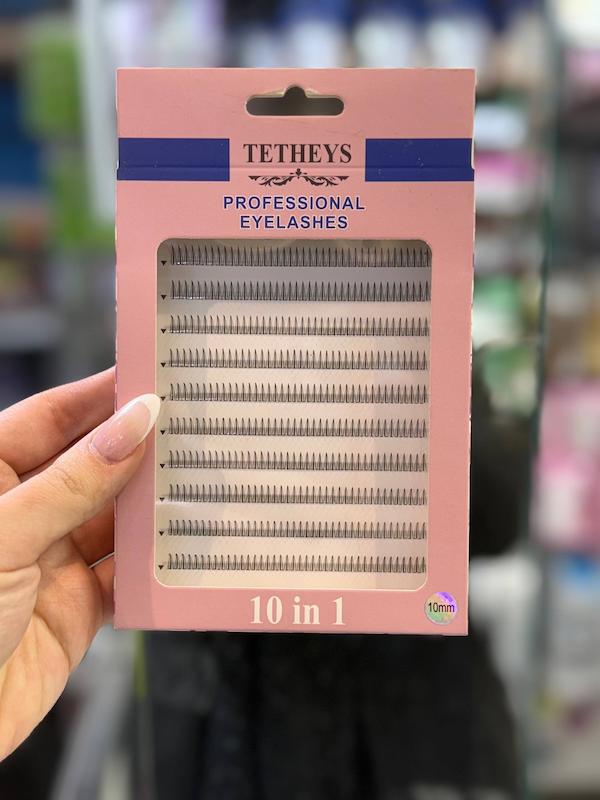 TETHEYS
PROFESSIONAL
EYELASHES
10 in 1
10mm